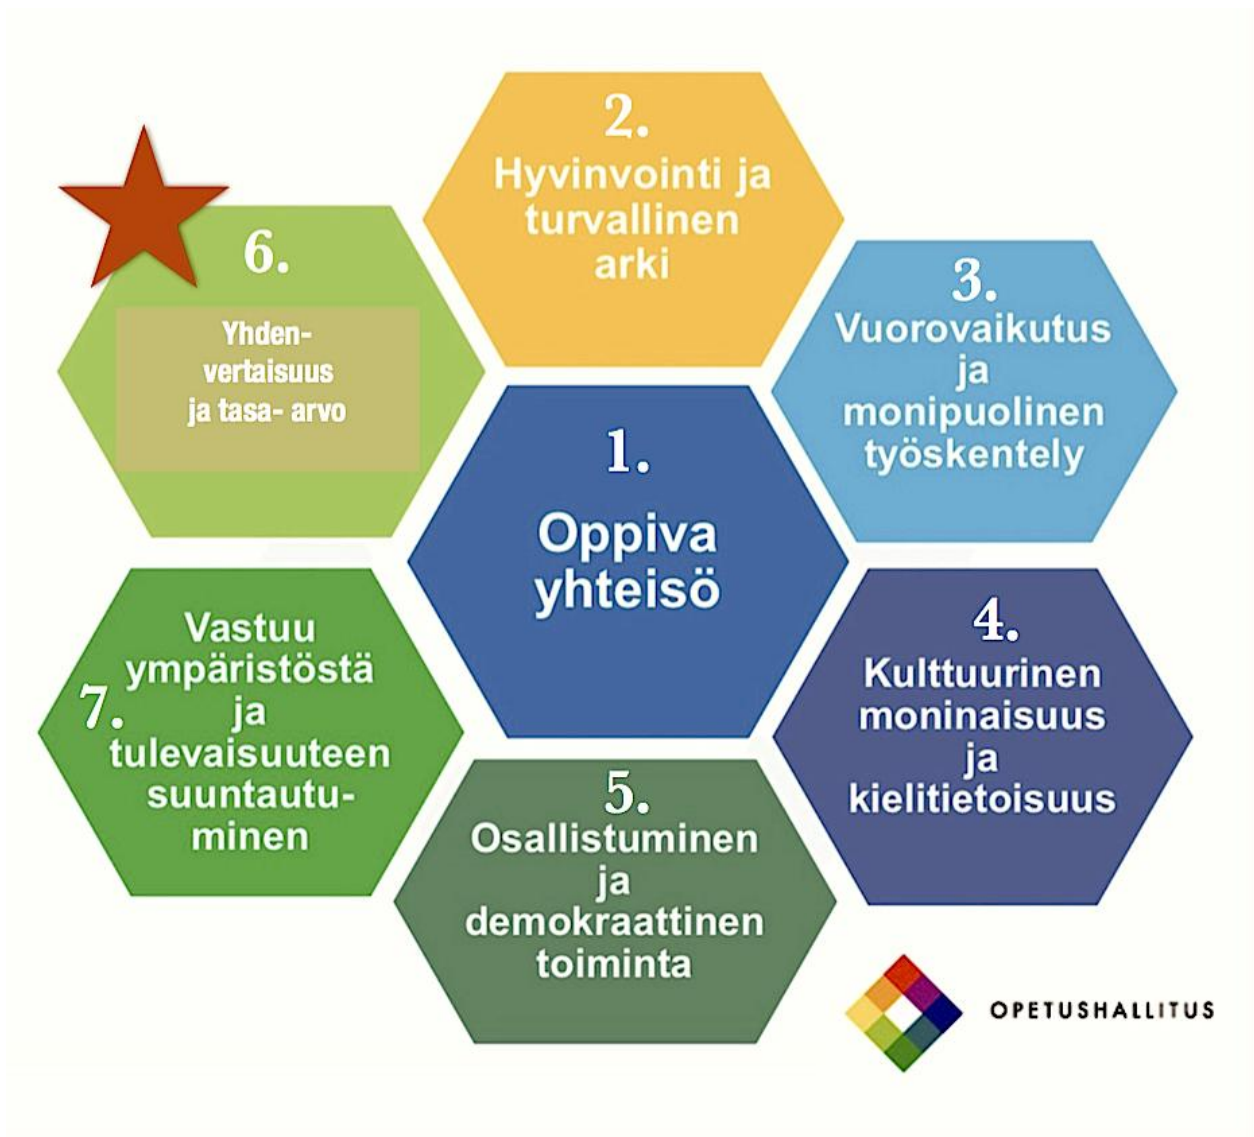 2.
Hyvinvointi ja
turvallinen
arki
6.
Yhden-
vertaisuus
ja tasa- arvo
3.
Vuorovaikutus
ja
monipuolinen
työskentely
1.
Oppiva
yhteisö
4.
Kulttuurinen
moninaisuus
ja
kielitietoisuus
7.
Vastuu
ympäristöstä
ja
tulevaisuuteen
suuntautu-
minen
5.
Osallistuminen
ja
demokraattinen
toiminta
OPETUSHALLITUS